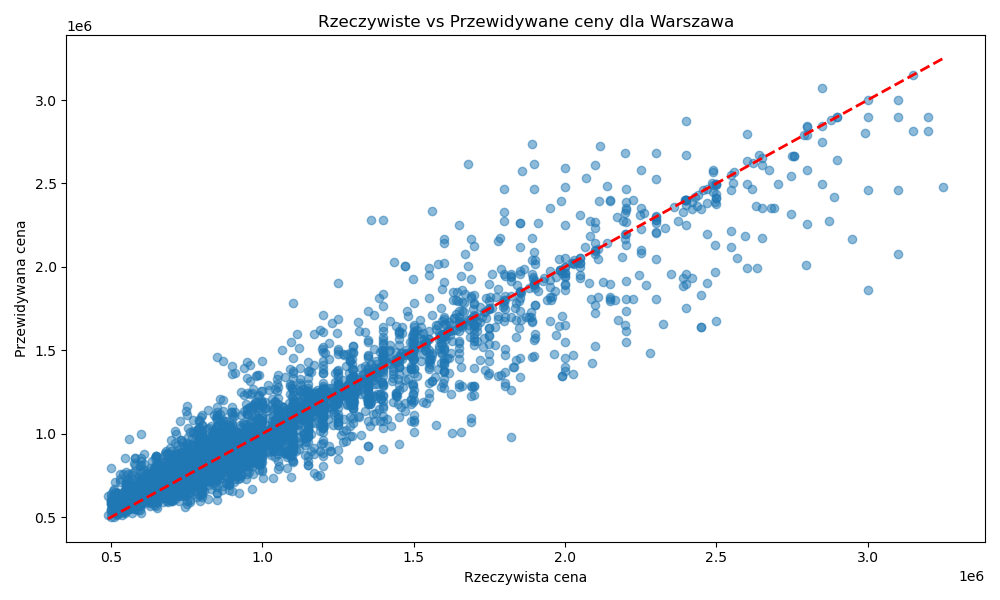 Rzeczywiste vs Przewidywane ceny dla Warszawa
1e6
Przewidywana cena
3.0
2.5
2.0
1.5
1.0
0.5
0.5 1.0 1.5 2.0 2.5 3.0
1e6
Rzeczywista cena